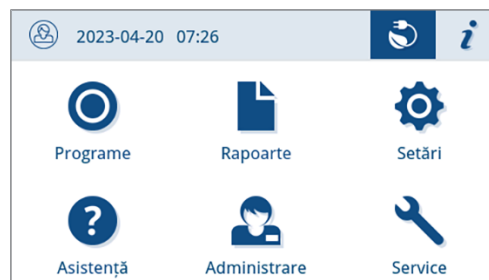 2023-04-20 07:26 i
Programe Rapoarte Setări
? 
Asistență Administrare Service